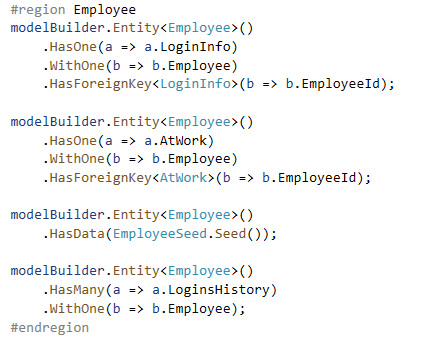 #region Employee
modelBuilder.Entity<Employee>()
    .HasOne(a => a.LoginInfo)
    .WithOne(b => b.Employee)
    .HasForeignKey<LoginInfo>(b => b.EmployeeId);

modelBuilder.Entity<Employee>()
    .HasOne(a => a.AtWork)
    .WithOne(b => b.Employee)
    .HasForeignKey<AtWork>(b => b.EmployeeId);

modelBuilder.Entity<Employee>()
    .HasData(EmployeeSeed.Seed());

modelBuilder.Entity<Employee>()
    .HasMany(a => a.LoginsHistory)
    .WithOne(b => b.Employee);
#endregion